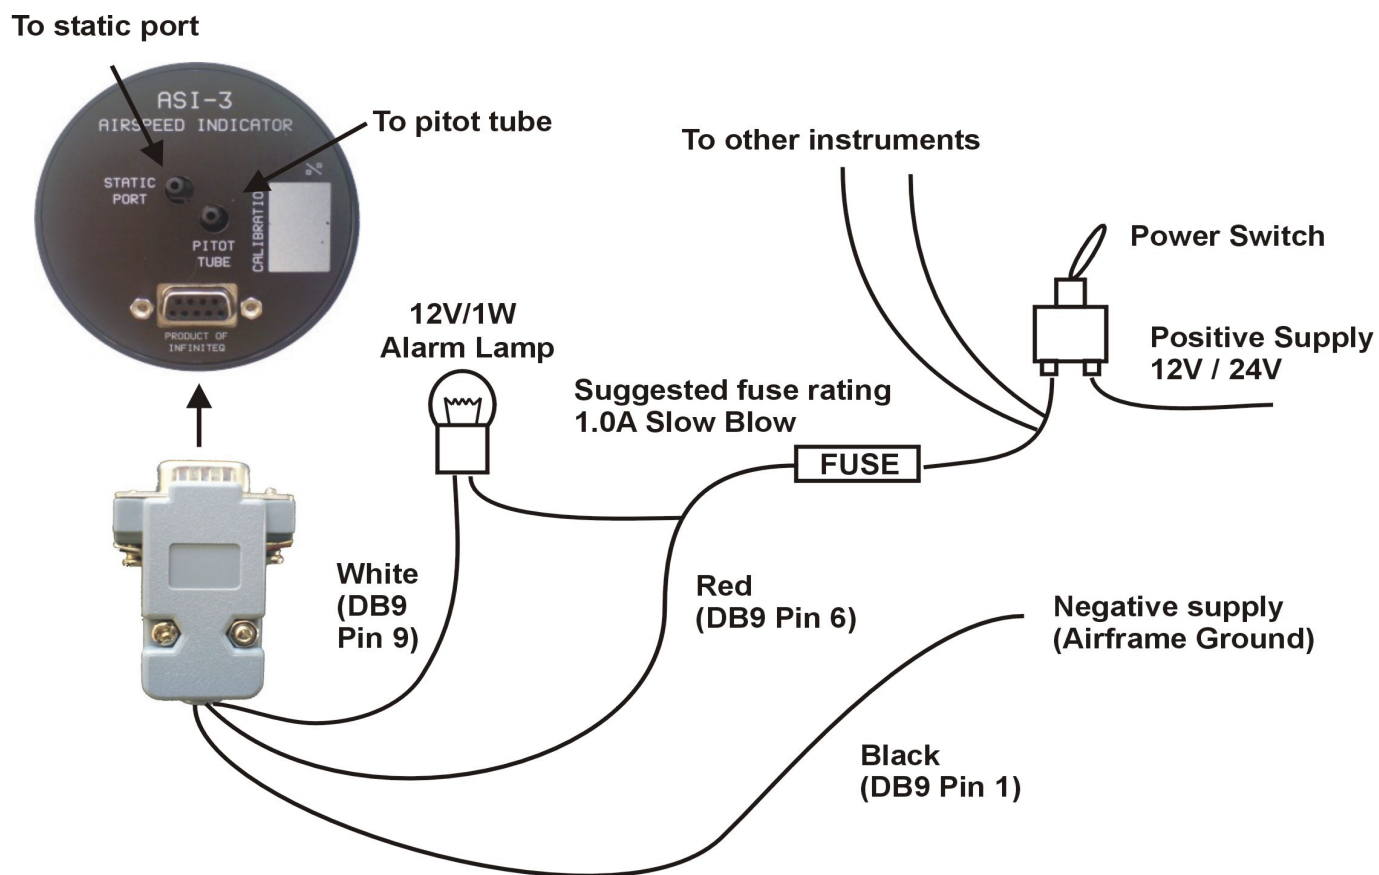 To static port
ASI-3
AIRSPEED INDICATOR
To pitot tube
To other instruments
%
STATIC
PORT
CALIBRATION
PITOT
TUBE
Power Switch
PRODUCT OF
INFINITEQ
12V/1W
Alarm Lamp
Positive Supply
12V / 24V
Suggested fuse rating
1.0A Slow Blow
FUSE
White
(DB9
Pin 9)
Red
(DB9 Pin 6)
Negative supply
(Airframe Ground)
Black
(DB9 Pin 1)